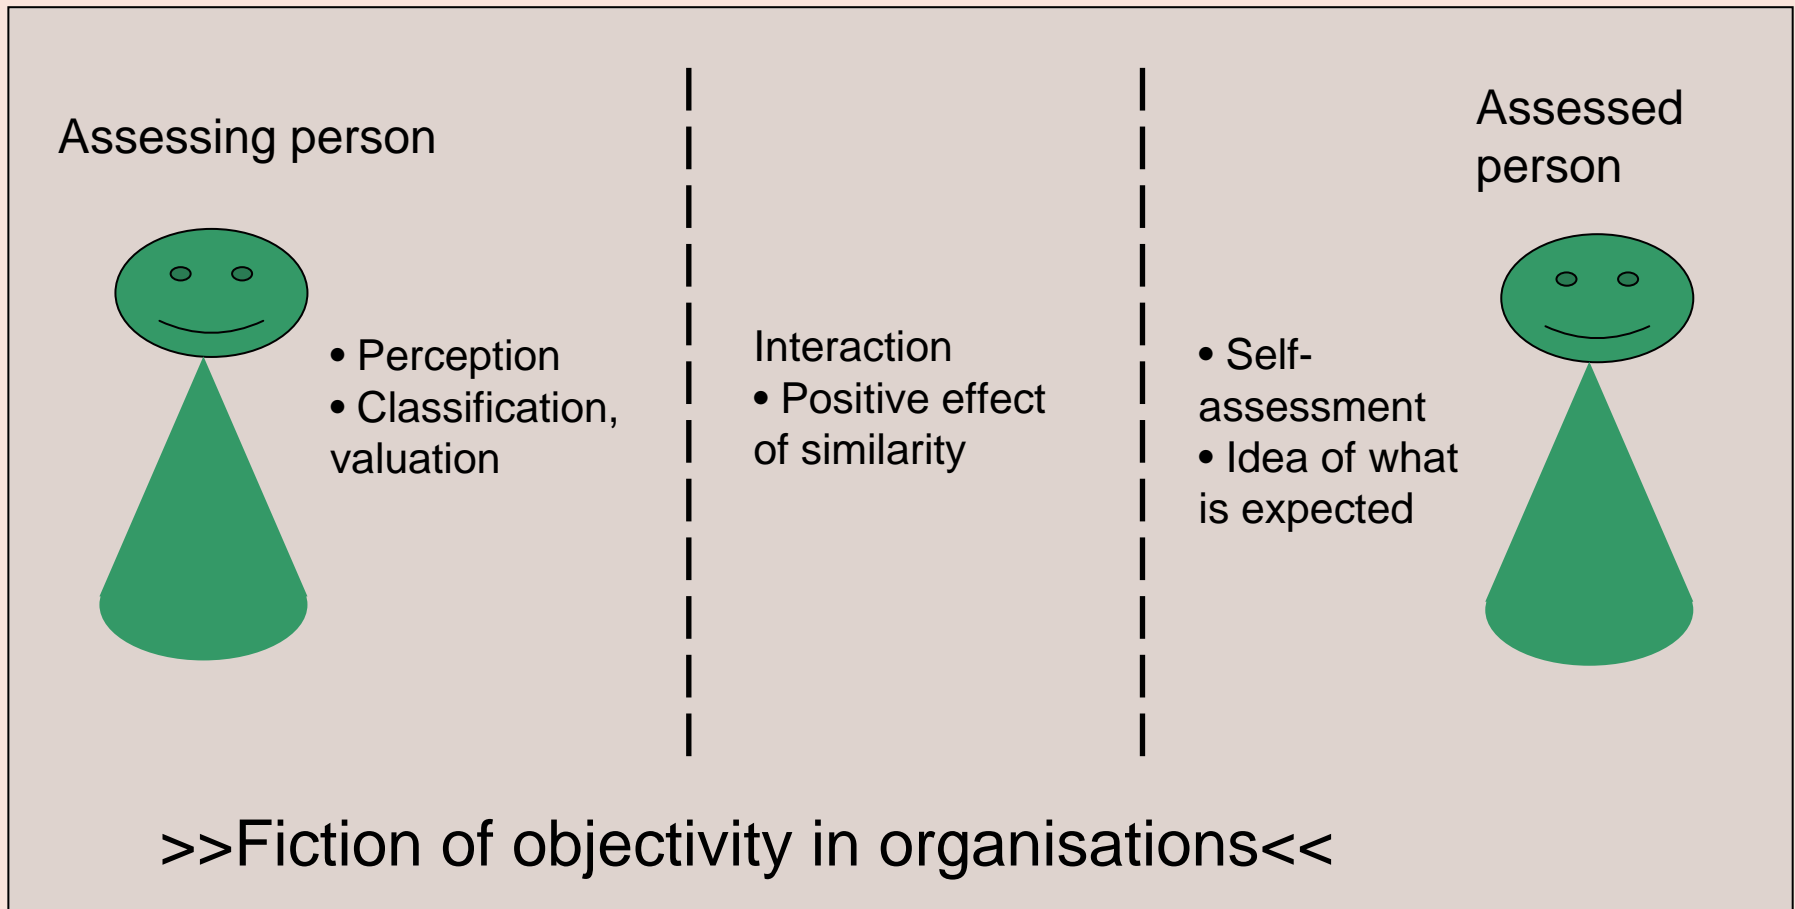 Assessing person
Assessed
person
• Perception
• Classification,
valuation
Interaction
• Positive effect
of similarity
• Self-
assessment
• Idea of what
is expected
>>Fiction of objectivity in organisations<<